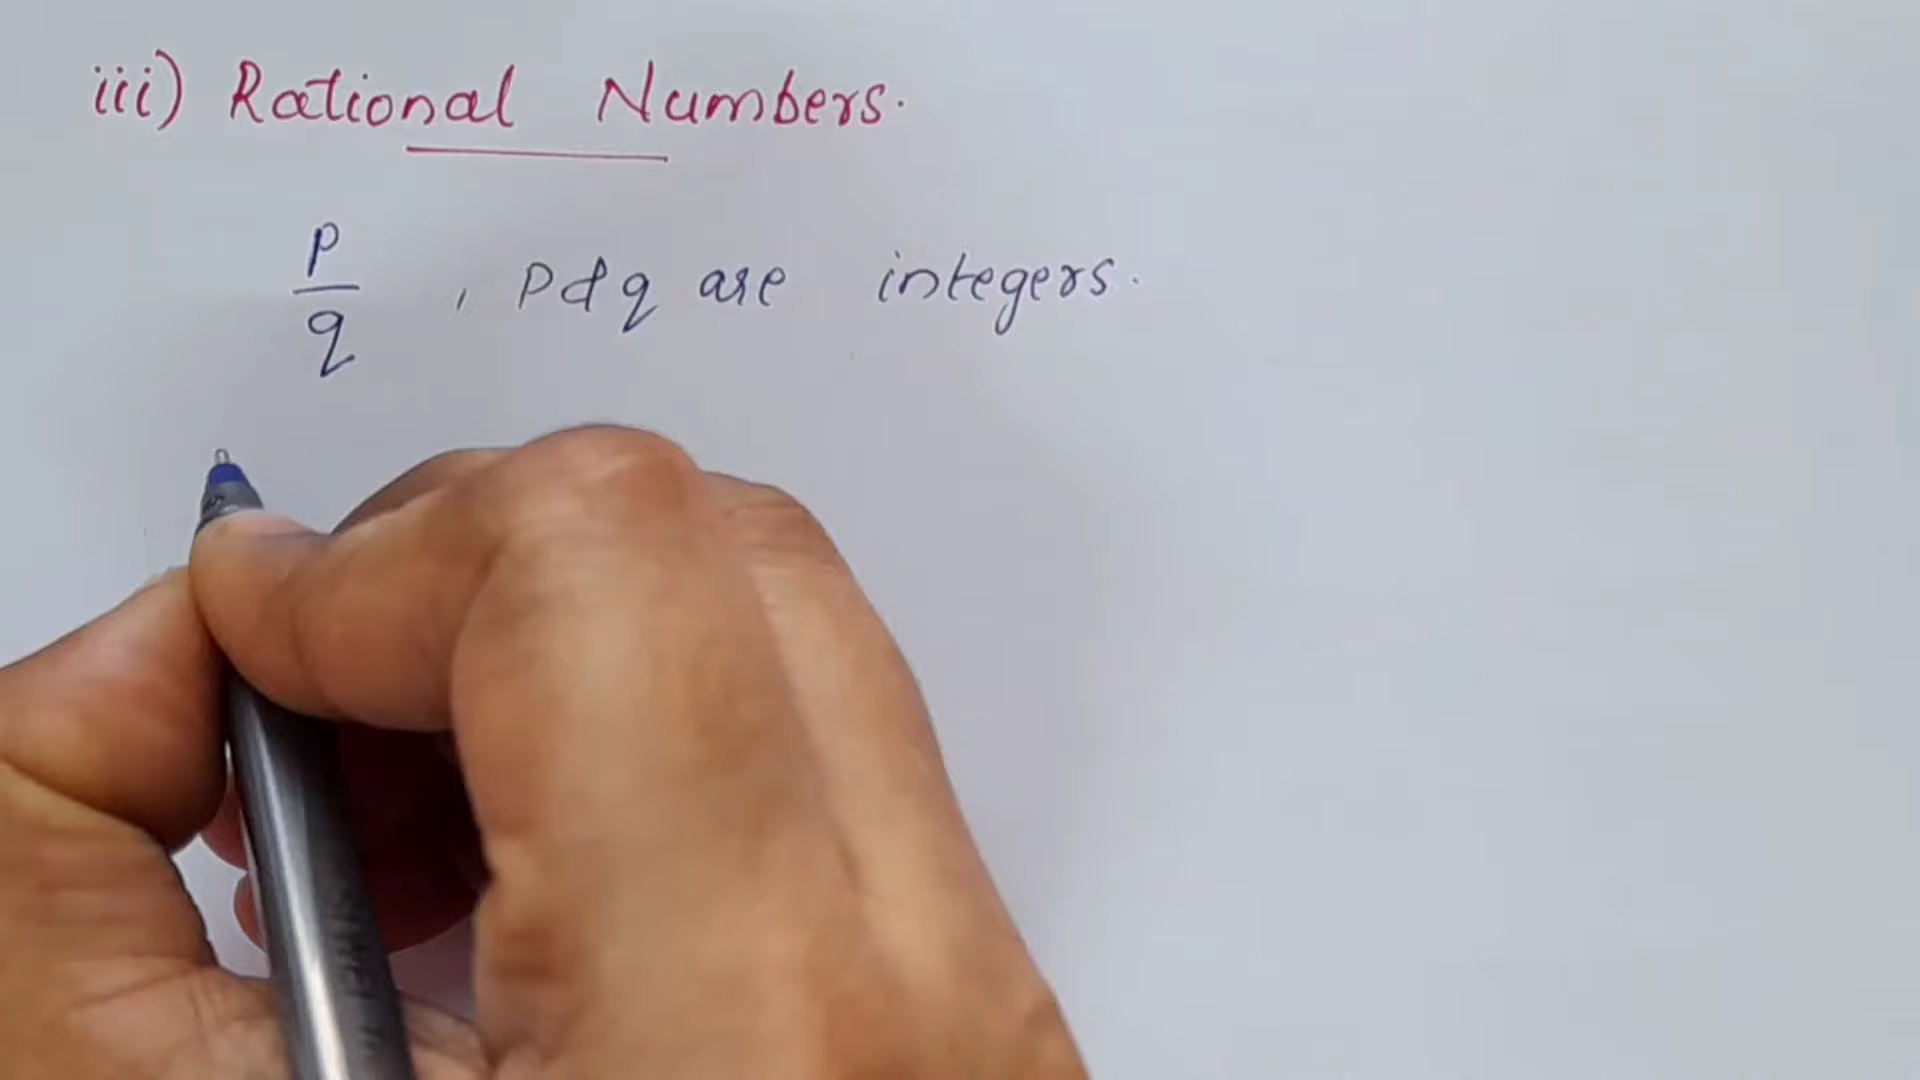 iii) Rational Numbers.
p
q , p & q are integers.